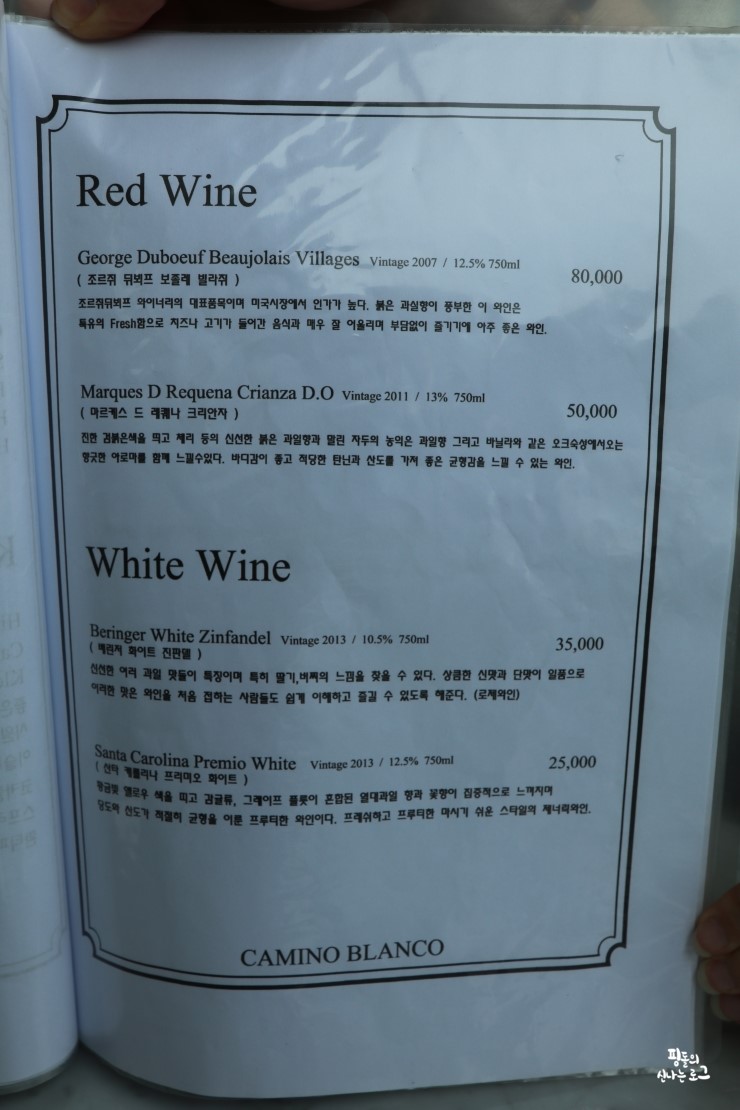 Red Wine
George Duboeuf Beaujolais Villages Vintage 2007 / 12.5% 750ml
80,000
( 조르쥐 뒤뵈프 보졸레 빌라쥐 )
조르쥐뒤뵈프 와이너리의 대표품목이며 미국시장에서 인가가 높다. 붉은 과실향이 풍부한 이 와인은
특유의 Fresh함으로 치즈나 고기가 들어간 음식과 매우 잘 어울리며 부담없이 즐기기에 아주 좋은 와인.
Marques D Requena Crianza D.O Vintage 2011 / 13% 750ml
50,000
( 마르케스 드 레꿰나 크리안자 )
진한 검붉은색을 띄고 체리 등의 신선한 붉은 과일향과 말린 자두의 농익은 과일향 그리고 바닐라와 같은 오크숙성에서오는
향긋한 아로마를 함께 느낄수있다. 바디감이 좋고 적당한 탄닌과 산도를 가져 좋은 균형감을 느낄 수 있는 와인.
White Wine
Beringer White Zinfandel Vintage 2013 / 10.5% 750ml
35,000
( 베린저 화이트 진판델 )
신선한 여러 과일 맛들이 특징이며 특히 딸기,버찌의 느낌을 찾을 수 있다. 상큼한 신맛과 단맛이 일품으로
이러한 맛은 와인을 처음 접하는 사람들도 쉽게 이해하고 즐길 수 있도록 해준다. (로제와인)
Santa Carolina Premio White Vintage 2013 / 12.5% 750ml
25,000
( 산타 캐롤리나 프리미오 화이트 )
황금빛 옐로우 색을 띠고 감귤류, 그레이프 플룻이 혼합된 열대과일 향과 꽃향이 집중적으로 느껴지며
당도와 산도가 적절히 균형을 이룬 프루티한 와인이다. 프레쉬하고 프루티한 마시기 쉬운 스타일의 제너릭와인.
CAMINO BLANCO
핑돌의
신나는 로그